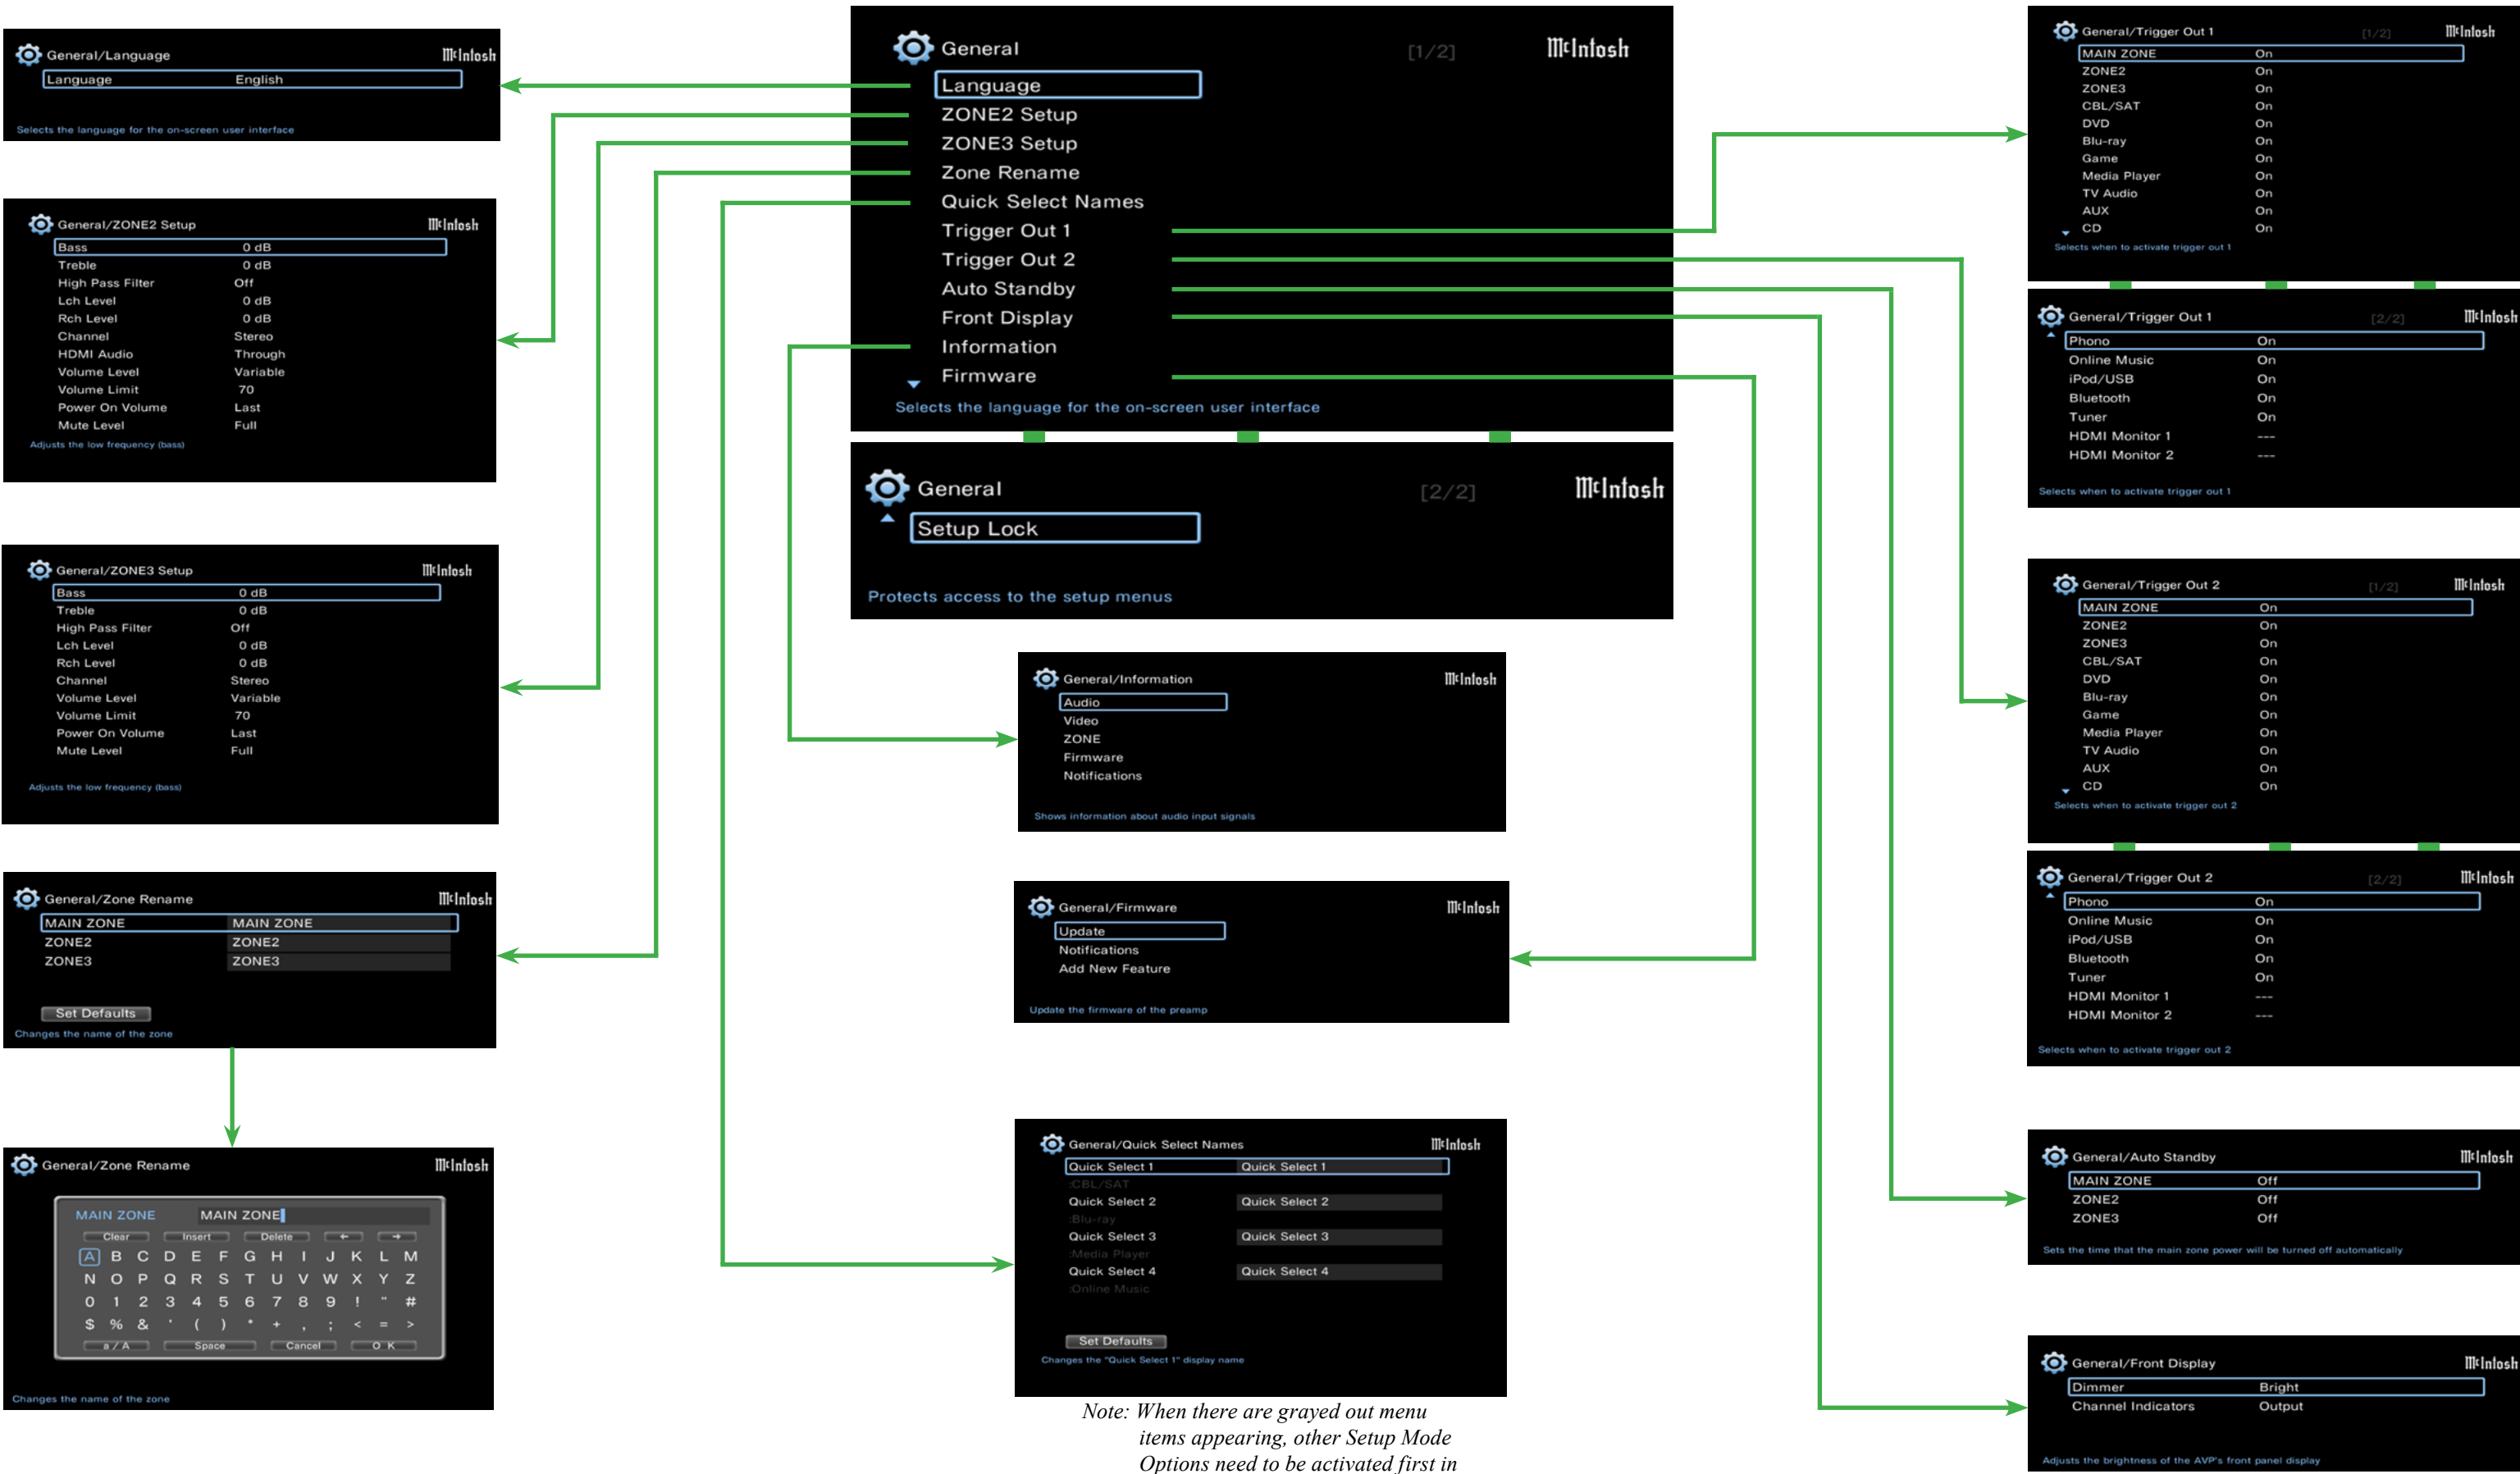 General/Language McIntosh
Language English
Selects the language for the on-screen user interface
General/ZONE2 Setup McIntosh
Bass 0 dB
Treble 0 dB
High Pass Filter Off
Lch Level 0 dB
Rch Level 0 dB
Channel Stereo
HDMI Audio Through
Volume Level Variable
Volume Limit 70
Power On Volume Last
Mute Level Full
Adjusts the low frequency (bass)
General/ZONE3 Setup McIntosh
Bass 0 dB
Treble 0 dB
High Pass Filter Off
Lch Level 0 dB
Rch Level 0 dB
Channel Stereo
Volume Level Variable
Volume Limit 70
Power On Volume Last
Mute Level Full
Adjusts the low frequency (bass)
General/Zone Rename McIntosh
MAIN ZONE MAIN ZONE
ZONE2 ZONE2
ZONE3 ZONE3
Set Defaults
Changes the name of the zone
General/Zone Rename McIntosh
MAIN ZONE MAIN ZONE
Clear Insert Delete ← →
A B C D E F G H I J K L M
N O P Q R S T U V W X Y Z
0 1 2 3 4 5 6 7 8 9 ! " #
$ % & ' ( ) * + , ; < = >
a / A Space Cancel O K
Changes the name of the zone
General [1/2] McIntosh
Language
ZONE2 Setup
ZONE3 Setup
Zone Rename
Quick Select Names
Trigger Out 1
Trigger Out 2
Auto Standby
Front Display
Information
Firmware
Selects the language for the on-screen user interface
General [2/2] McIntosh
Setup Lock
Protects access to the setup menus
General/Information McIntosh
Audio
Video
ZONE
Firmware
Notifications
Shows information about audio input signals
General/Firmware McIntosh
Update
Notifications
Add New Feature
Update the firmware of the preamp
General/Quick Select Names McIntosh
Quick Select 1 Quick Select 1
:CBL/SAT
Quick Select 2 Quick Select 2
:Blu-ray
Quick Select 3 Quick Select 3
:Media Player
Quick Select 4 Quick Select 4
:Online Music
Set Defaults
Changes the "Quick Select 1" display name
Note: When there are grayed out menu
items appearing, other Setup Mode
Options need to be activated first in
General/Trigger Out 1 [1/2] McIntosh
MAIN ZONE On
ZONE2 On
ZONE3 On
CBL/SAT On
DVD On
Blu-ray On
Game On
Media Player On
TV Audio On
AUX On
CD On
Selects when to activate trigger out 1
General/Trigger Out 1 [2/2] McIntosh
Phono On
Online Music On
iPod/USB On
Bluetooth On
Tuner On
HDMI Monitor 1 ---
HDMI Monitor 2 ---
Selects when to activate trigger out 1
General/Trigger Out 2 [1/2] McIntosh
MAIN ZONE On
ZONE2 On
ZONE3 On
CBL/SAT On
DVD On
Blu-ray On
Game On
Media Player On
TV Audio On
AUX On
CD On
Selects when to activate trigger out 2
General/Trigger Out 2 [2/2] McIntosh
Phono On
Online Music On
iPod/USB On
Bluetooth On
Tuner On
HDMI Monitor 1 ---
HDMI Monitor 2 ---
Selects when to activate trigger out 2
General/Auto Standby McIntosh
MAIN ZONE Off
ZONE2 Off
ZONE3 Off
Sets the time that the main zone power will be turned off automatically
General/Front Display McIntosh
Dimmer Bright
Channel Indicators Output
Adjusts the brightness of the AVP's front panel display